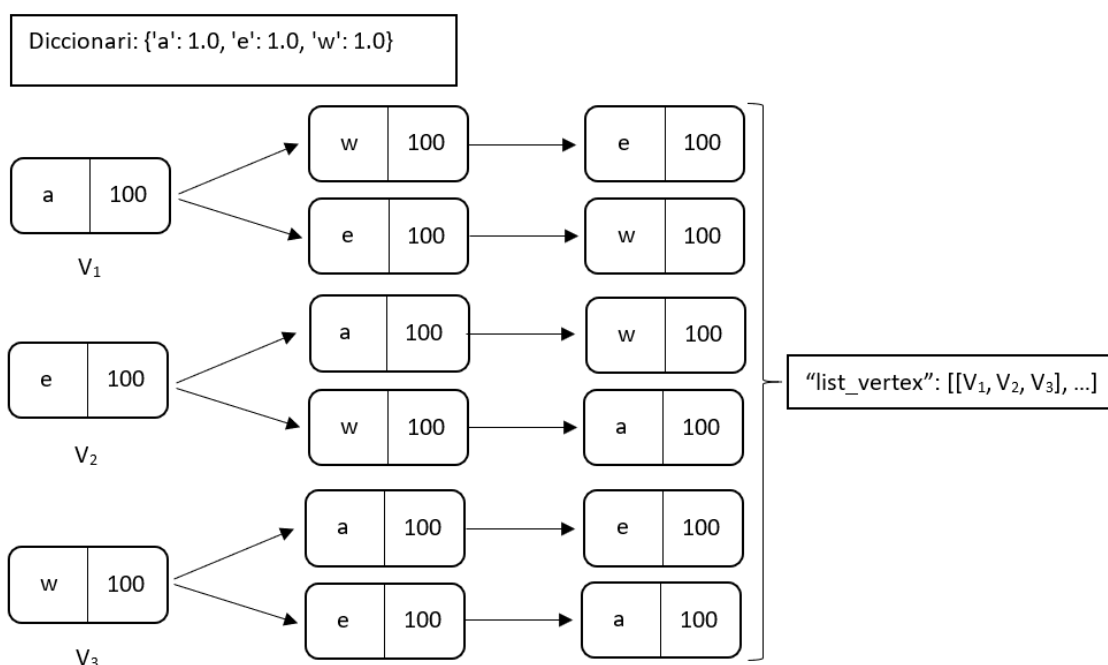 Diccionari: {'a': 1.0, 'e': 1.0, 'w': 1.0}
w 100 e 100
a 100
e 100 w 100
V₁
a 100 w 100
e 100
w 100 a 100
V₂
"list_vertex": [[V₁, V₂, V₃], ...]
a 100 e 100
w 100
e 100 a 100
V₃